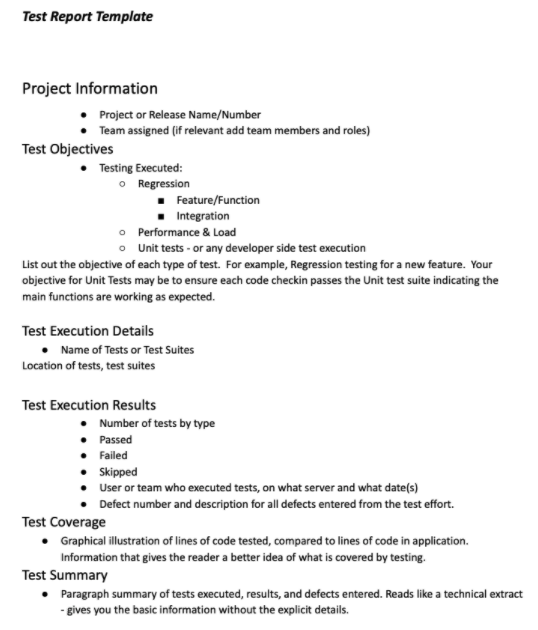 Test Report Template
Project Information
● Project or Release Name/Number
● Team assigned (if relevant add team members and roles)
Test Objectives
● Testing Executed:
○ Regression
■ Feature/Function
■ Integration
○ Performance & Load
○ Unit tests - or any developer side test execution
List out the objective of each type of test.  For example, Regression testing for a new feature.  Your
objective for Unit Tests may be to ensure each code checkin passes the Unit test suite indicating the
main functions are working as expected.
Test Execution Details
● Name of Tests or Test Suites
Location of tests, test suites
Test Execution Results
● Number of tests by type
● Passed
● Failed
● Skipped
● User or team who executed tests, on what server and what date(s)
● Defect number and description for all defects entered from the test effort.
Test Coverage
● Graphical illustration of lines of code tested, compared to lines of code in application.
Information that gives the reader a better idea of what is covered by testing.
Test Summary
● Paragraph summary of tests executed, results, and defects entered. Reads like a technical extract
- gives you the basic information without the explicit details.